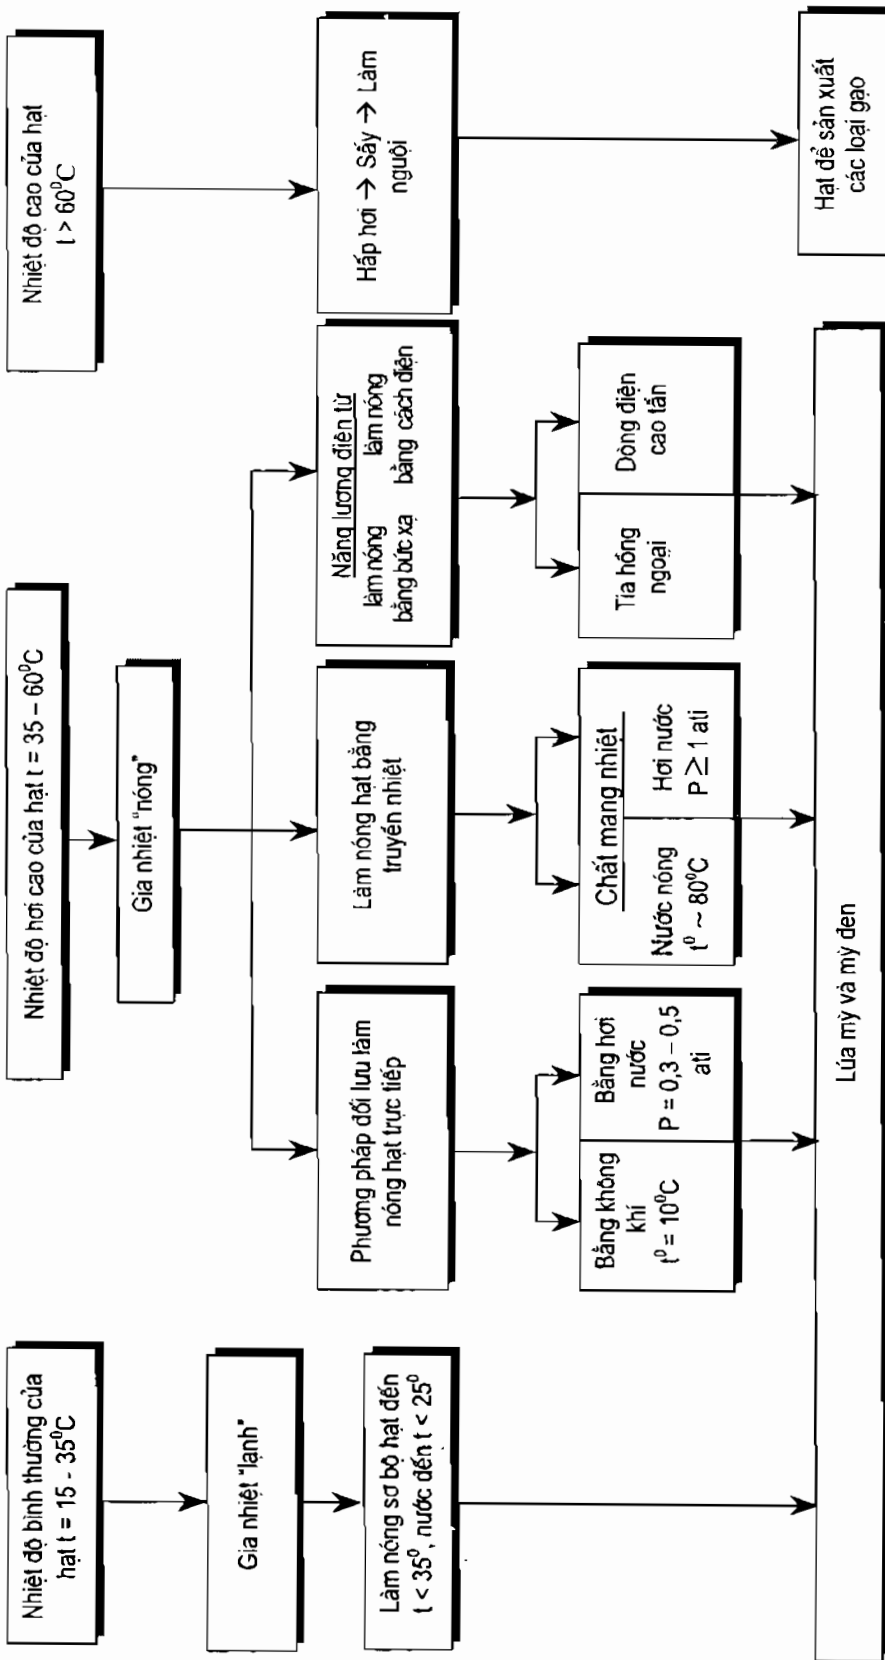 Nhiệt độ bình thường của
hạt t = 15 - 35⁰C
Gia nhiệt "lạnh"
Làm nóng sơ bộ hạt đến
t < 35⁰, nước đến t < 25⁰
Nhiệt độ hơi cao của hạt t = 35 – 60⁰C
Gia nhiệt "nóng"
Phương pháp đối lưu làm
nóng hạt trực tiếp
Bằng không
khí
t⁰ = 10⁰C
Bằng hơi
nước
P = 0,3 – 0,5
ati
Làm nóng hạt bằng
truyền nhiệt
Chất mang nhiệt
Nước nóng
t⁰ ~ 80⁰C
Hơi nước
P ≥ 1 ati
Năng lương điện từ
làm nóng
bằng bức xạ
làm nóng
bằng cách điện
Tia hồng
ngoại
Dòng điện
cao tần
Nhiệt độ cao của hạt
t > 60⁰C
Hấp hơi → Sấy → Làm
nguội
Hạt để sản xuất
các loại gạo
Lúa mỳ và mỳ đen